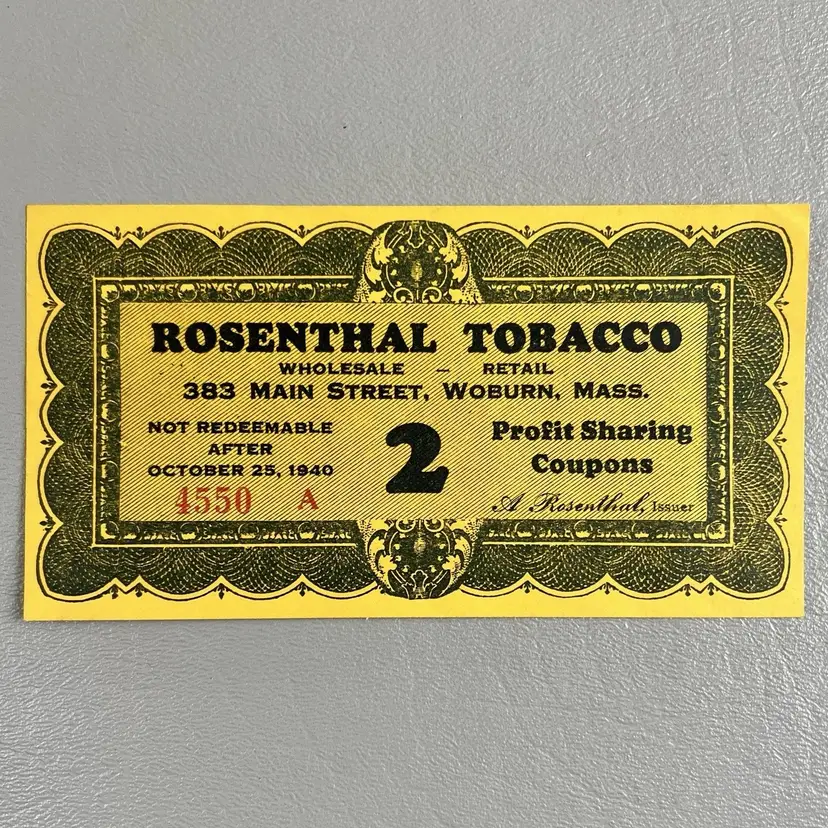 ROSENTHAL TOBACCO
WHOLESALE – RETAIL
383 MAIN STREET, WOBURN, MASS.
NOT REDEEMABLE
AFTER
OCTOBER 25, 1940
4550 A
2
Profit Sharing
Coupons
A Rosenthal, Issuer